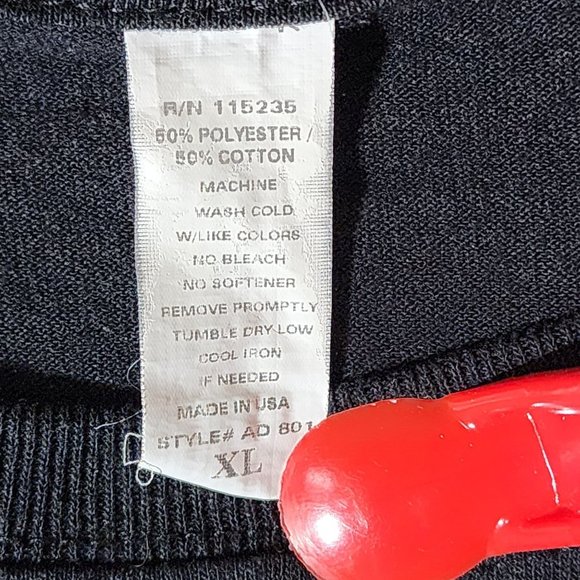 R/N 115235
50% POLYESTER /
50% COTTON
MACHINE
WASH COLD
W/LIKE COLORS
NO BLEACH
NO SOFTENER
REMOVE PROMPTLY
TUMBLE DRY LOW
COOL IRON
IF NEEDED
MADE IN USA
STYLE# AD 801
XL